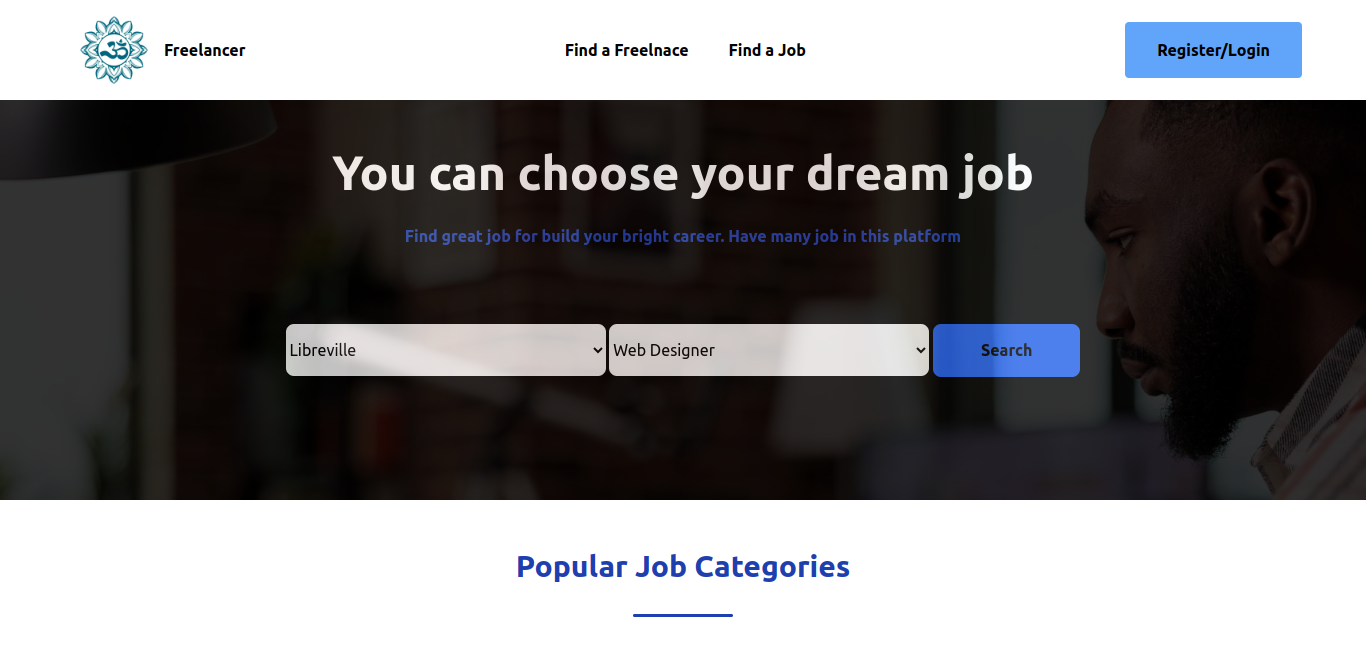 ॐ
Freelancer
Find a Freelnace
Find a Job
Register/Login
You can choose your dream job
Find great job for build your bright career. Have many job in this platform
Libreville
Web Designer
Search
Popular Job Categories